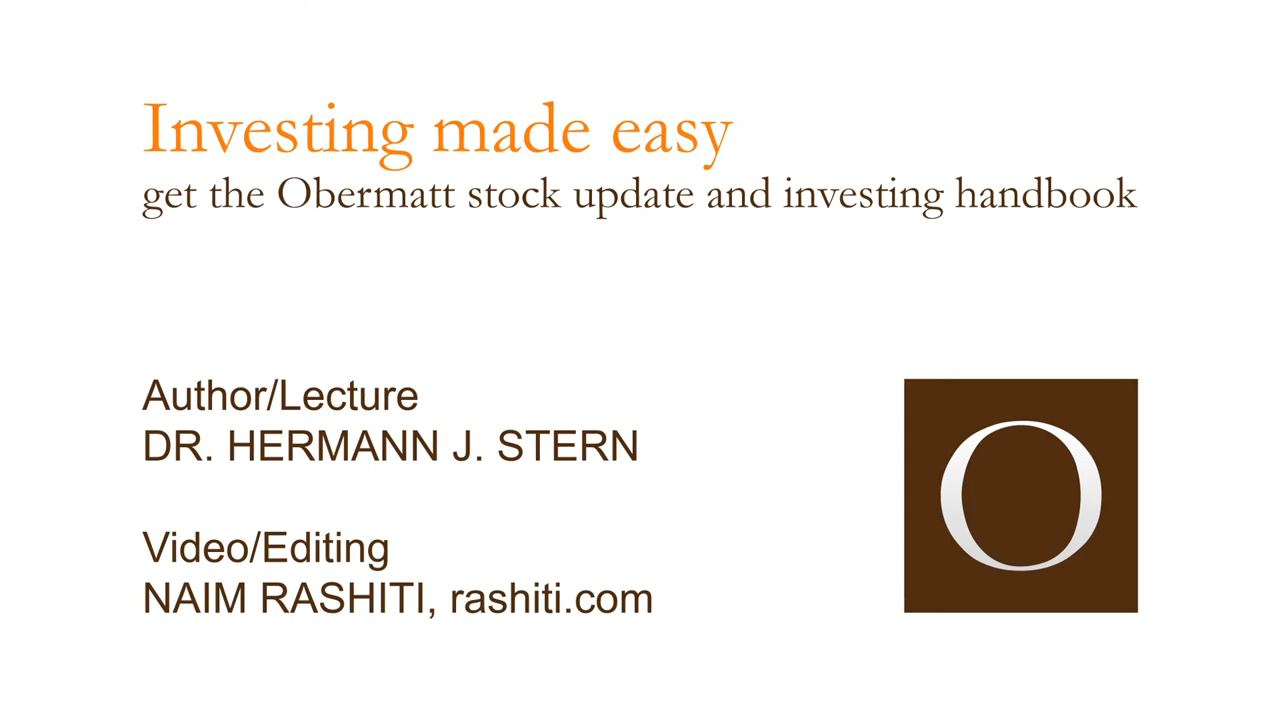 Investing made easy
get the Obermatt stock update and investing handbook
Author/Lecture
DR. HERMANN J. STERN
Video/Editing
NAIM RASHITI, rashiti.com
O